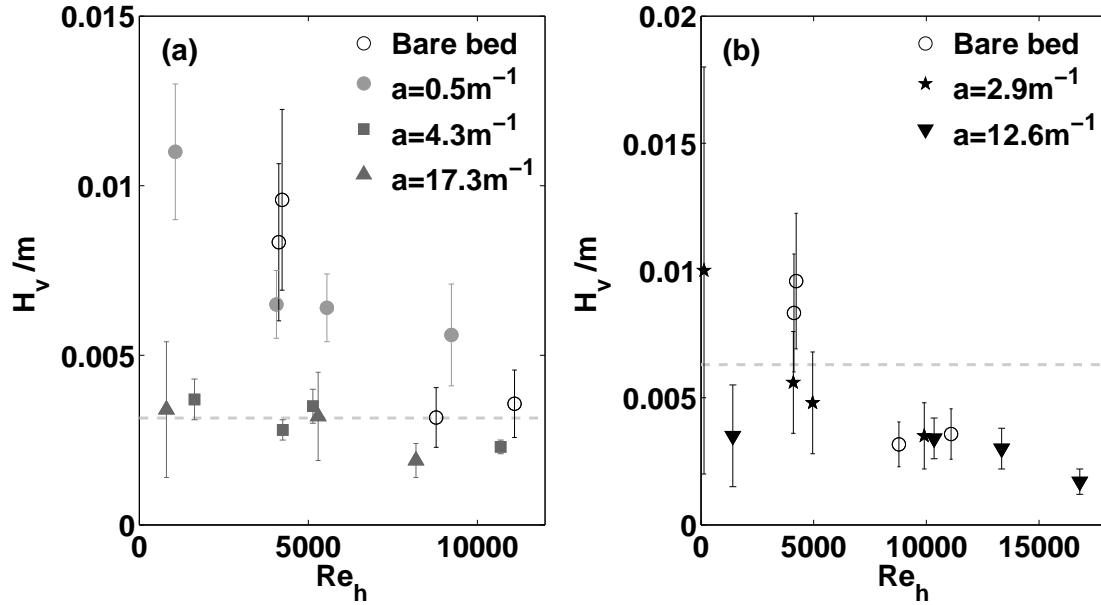 (a)
Bare bed
a=0.5m⁻¹
a=4.3m⁻¹
a=17.3m⁻¹
0.015
0.01
0.005
0
H_v /m
0
5000
10000
Re_h
(b)
Bare bed
a=2.9m⁻¹
a=12.6m⁻¹
0.02
0.015
0.01
0.005
0
H_v /m
0
5000
10000
15000
Re_h